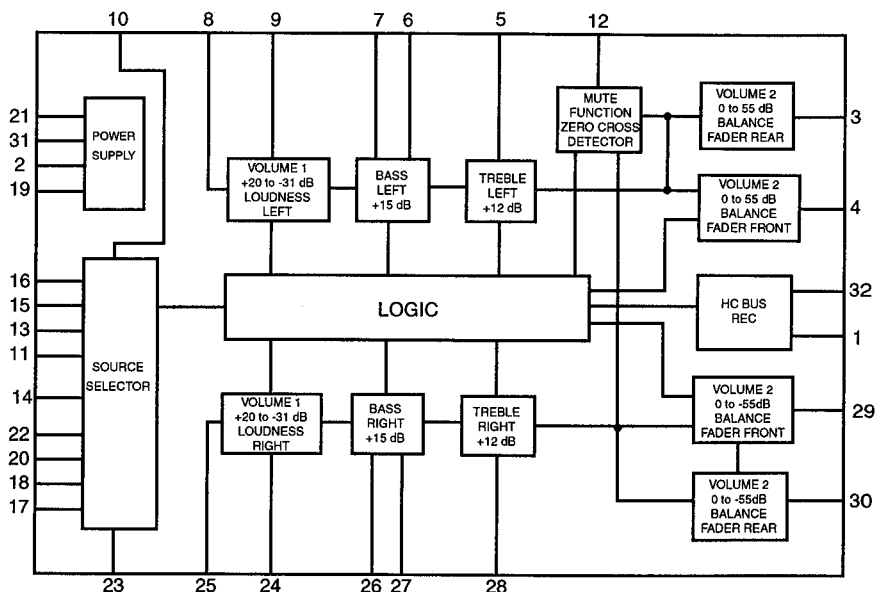 10
8
9
7
6
5
12
21
31
2
19
POWER
SUPPLY
VOLUME 1
+20 to -31 dB
LOUDNESS
LEFT
BASS
LEFT
+15 dB
TREBLE
LEFT
+12 dB
MUTE
FUNCTION
ZERO CROSS
DETECTOR
VOLUME 2
0 to 55 dB
BALANCE
FADER REAR
3
VOLUME 2
0 to 55 dB
BALANCE
FADER FRONT
4
16
15
13
11
14
22
20
18
17
SOURCE
SELECTOR
LOGIC
HC BUS
REC
32
1
VOLUME 1
+20 to -31 dB
LOUDNESS
RIGHT
BASS
RIGHT
+15 dB
TREBLE
RIGHT
+12 dB
VOLUME 2
0 to -55dB
BALANCE
FADER FRONT
29
VOLUME 2
0 to -55dB
BALANCE
FADER REAR
30
23
25
24
26
27
28